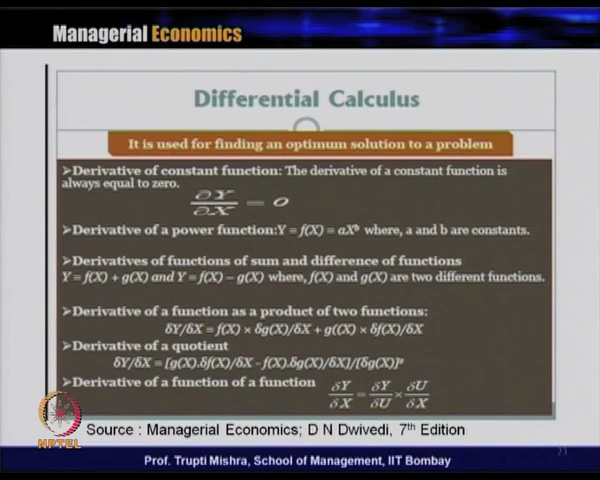 Managerial Economics
Differential Calculus
It is used for finding an optimum solution to a problem
➢Derivative of constant function: The derivative of a constant function is
always equal to zero.
∂Y/∂X = 0
➢Derivative of a power function:Y = f(X) = aXᵇ where, a and b are constants.
➢Derivatives of functions of sum and difference of functions
Y = f(X) + g(X) and Y = f(X) – g(X) where, f(X) and g(X) are two different functions.
➢Derivative of a function as a product of two functions:
δY/δX = f(X) × δg(X)/δX + g((X) × δf(X)/δX
➢Derivative of a quotient
δY/δX = [g(X).δf(X)/δX - f(X).δg(X)/δX]/[δg(X)]²
➢Derivative of a function of a function
δY/δX = δY/δU × δU/δX
NPTEL
Source : Managerial Economics; D N Dwivedi, 7th Edition
21
Prof. Trupti Mishra, School of Management, IIT Bombay